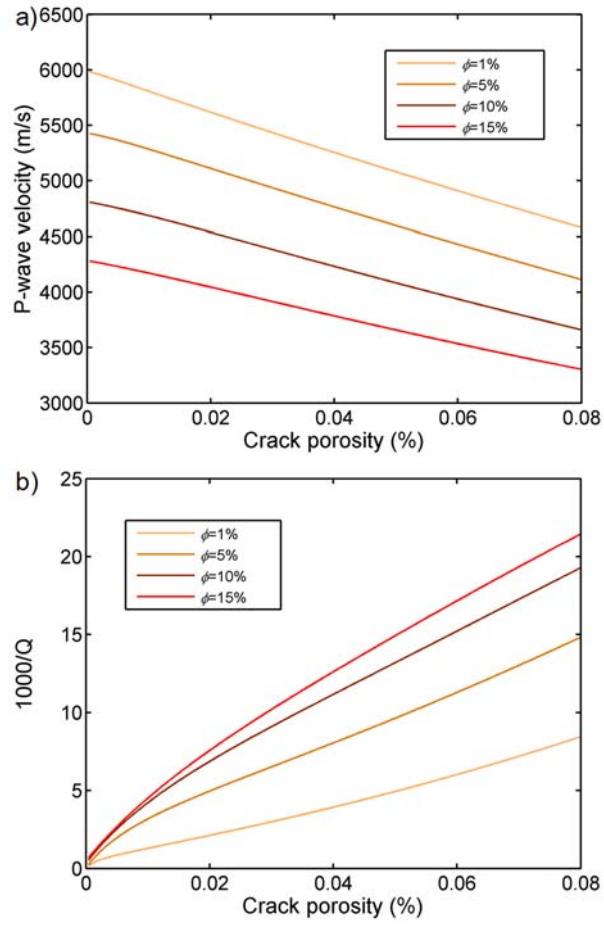 a)
6500
6000
5500
5000
4500
4000
3500
3000
P-wave velocity (m/s)
ϕ=1%
ϕ=5%
ϕ=10%
ϕ=15%
0 0.02 0.04 0.06 0.08
Crack porosity (%)
b)
25
20
15
10
5
0
1000/Q
ϕ=1%
ϕ=5%
ϕ=10%
ϕ=15%
0 0.02 0.04 0.06 0.08
Crack porosity (%)